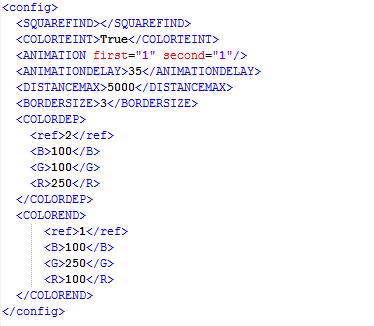 <config>
<SQUAREFIND></SQUAREFIND>
<COLORTEINT>True</COLORTEINT>
<ANIMATION first="1" second="1"/>
<ANIMATIONDELAY>35</ANIMATIONDELAY>
<DISTANCEMAX>5000</DISTANCEMAX>
<BORDERSIZE>3</BORDERSIZE>
<COLORDEP>
<ref>2</ref>
<B>100</B>
<G>100</G>
<R>250</R>
</COLORDEP>
<COLOREND>
<ref>1</ref>
<B>100</B>
<G>250</G>
<R>100</R>
</COLOREND>
</config>